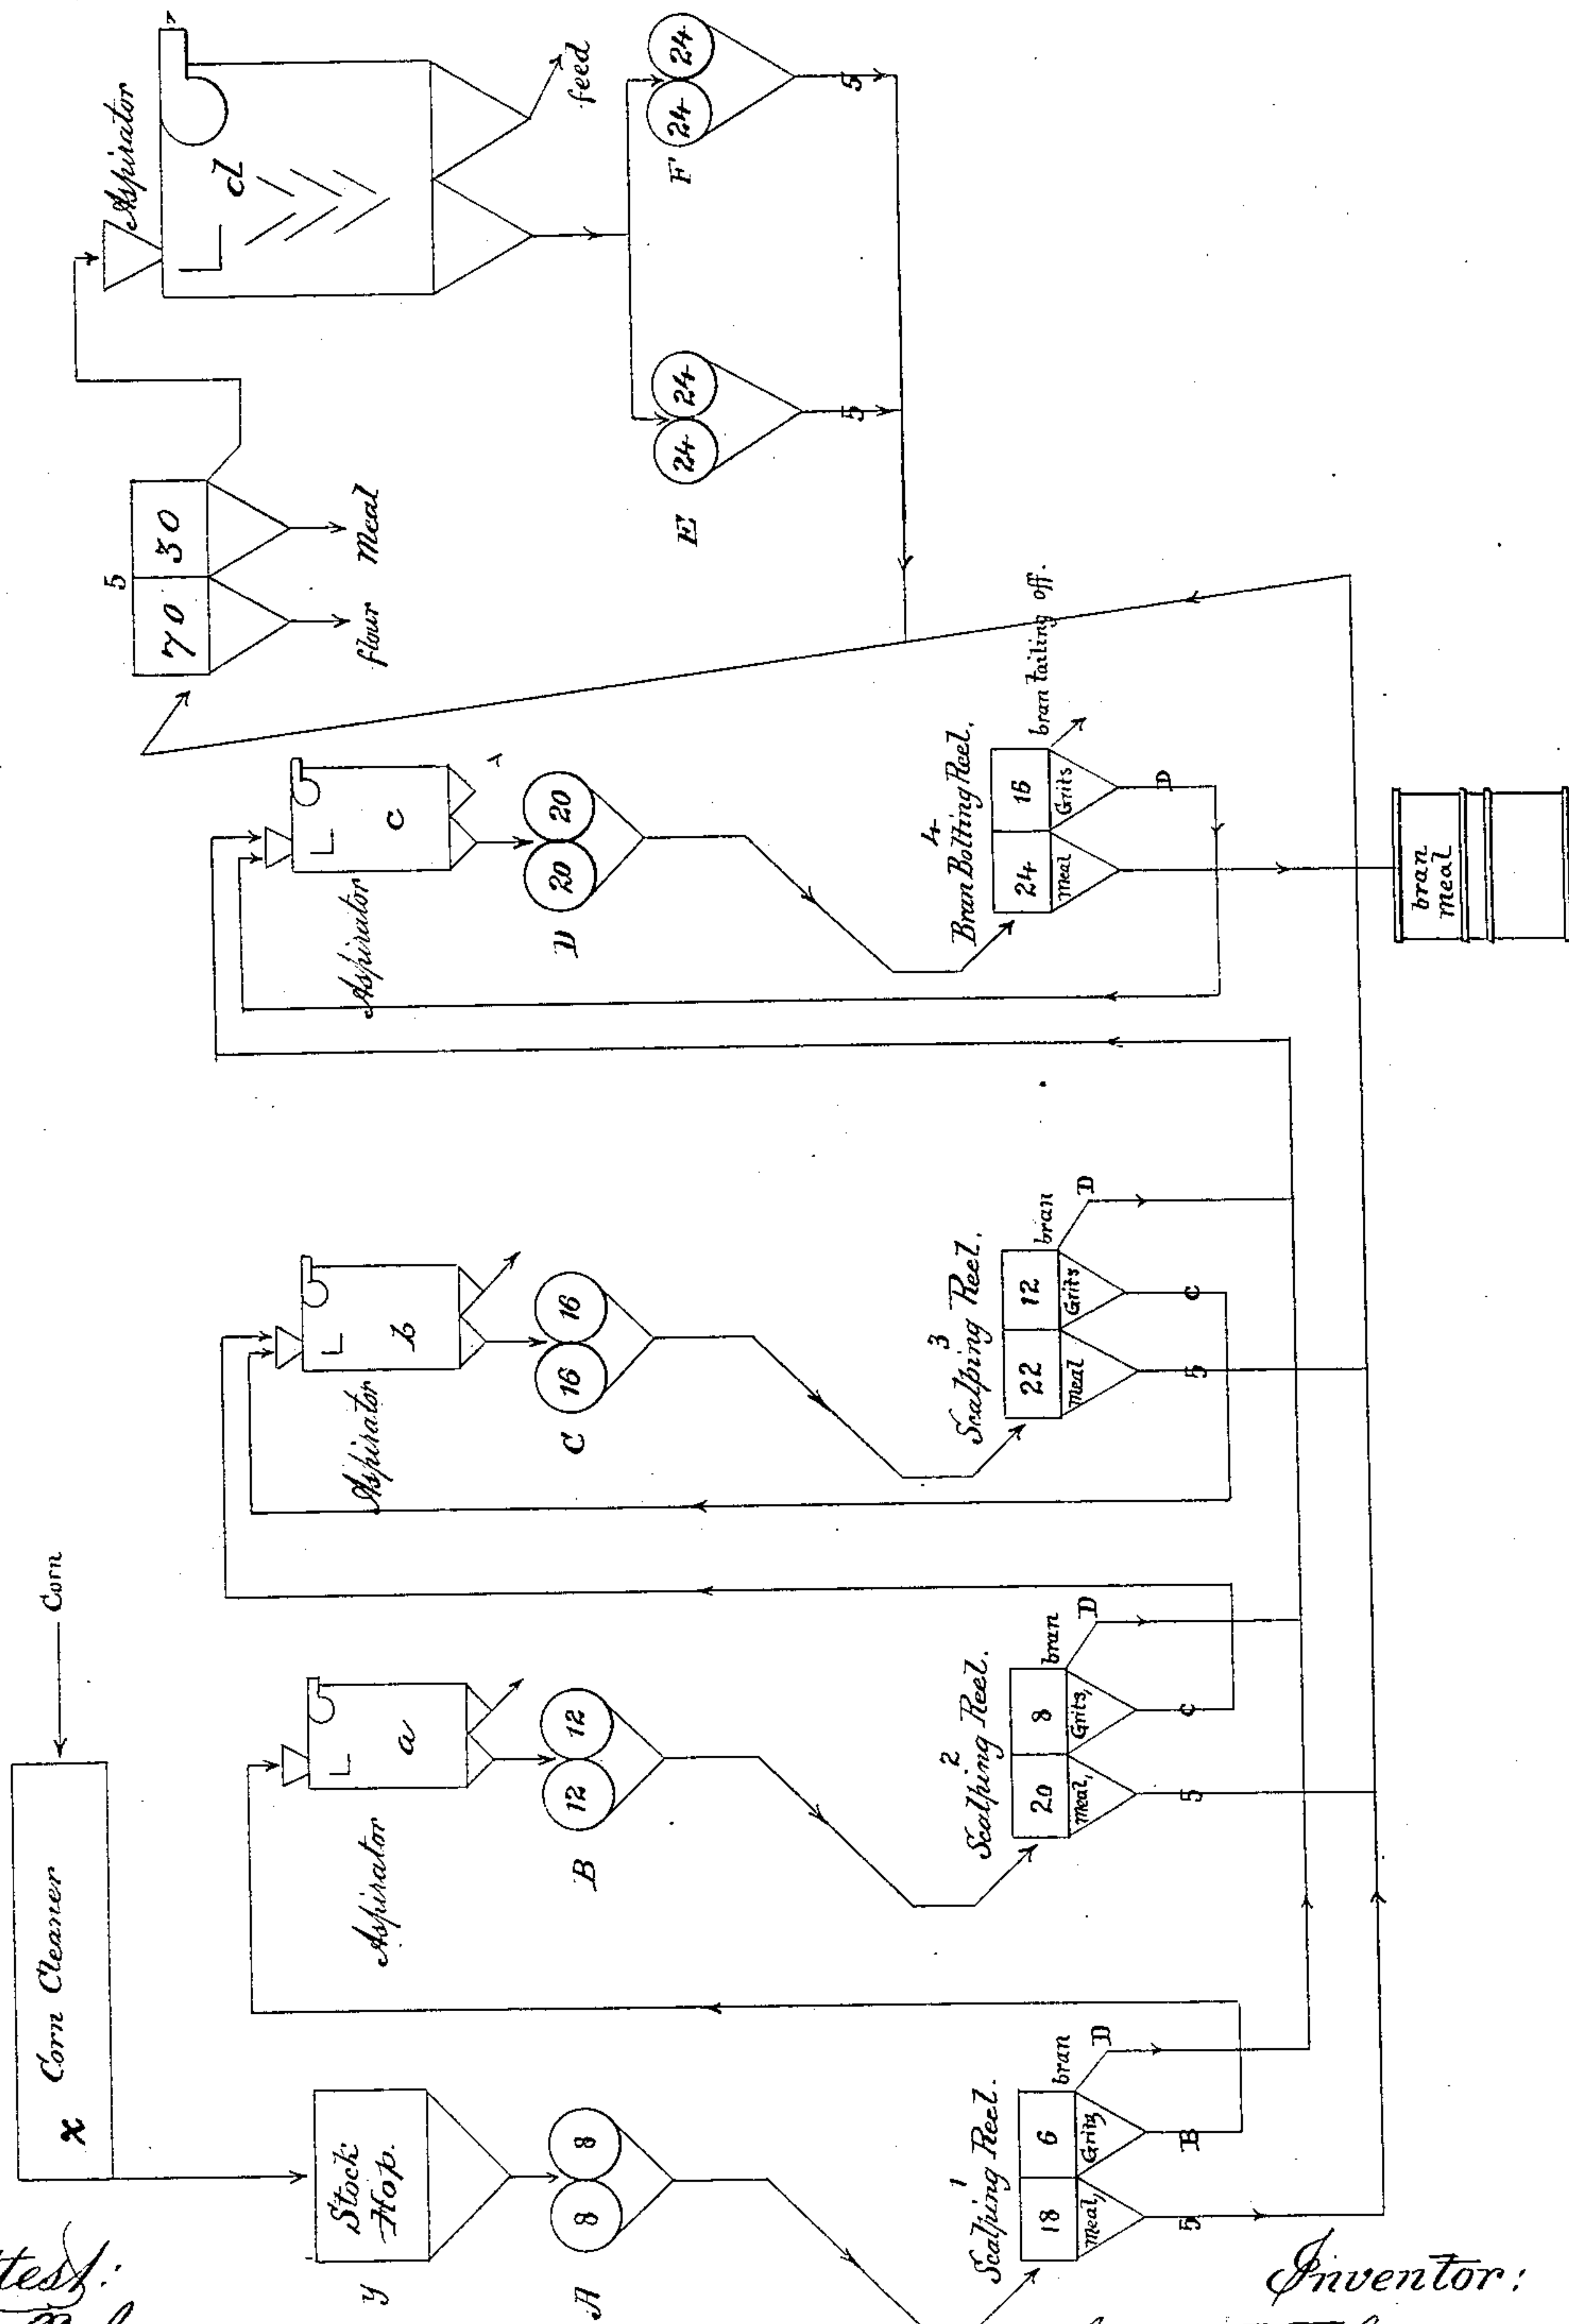 Corn
Corn Cleaner
x
Stock
Hop.
y
8 8
A
1
Scalping Reel.
18 6
Meal, Grits
bran
5 B D
Aspirator
a
12 12
B
2
Scalping Reel.
20 8
Meal, Grits,
bran
5 C D
Aspirator
b
16 16
C
3
Scalping Reel.
22 12
Meal Grits
bran
5 C D
Aspirator
c
20 20
D
4
Bran Bolting Reel.
24 16
Meal Grits
bran tailing off.
D
bran
meal
5
70 30
flour Meal
Aspirator
d
feed
24 24
E
5
24 24
F
5
Inventor: